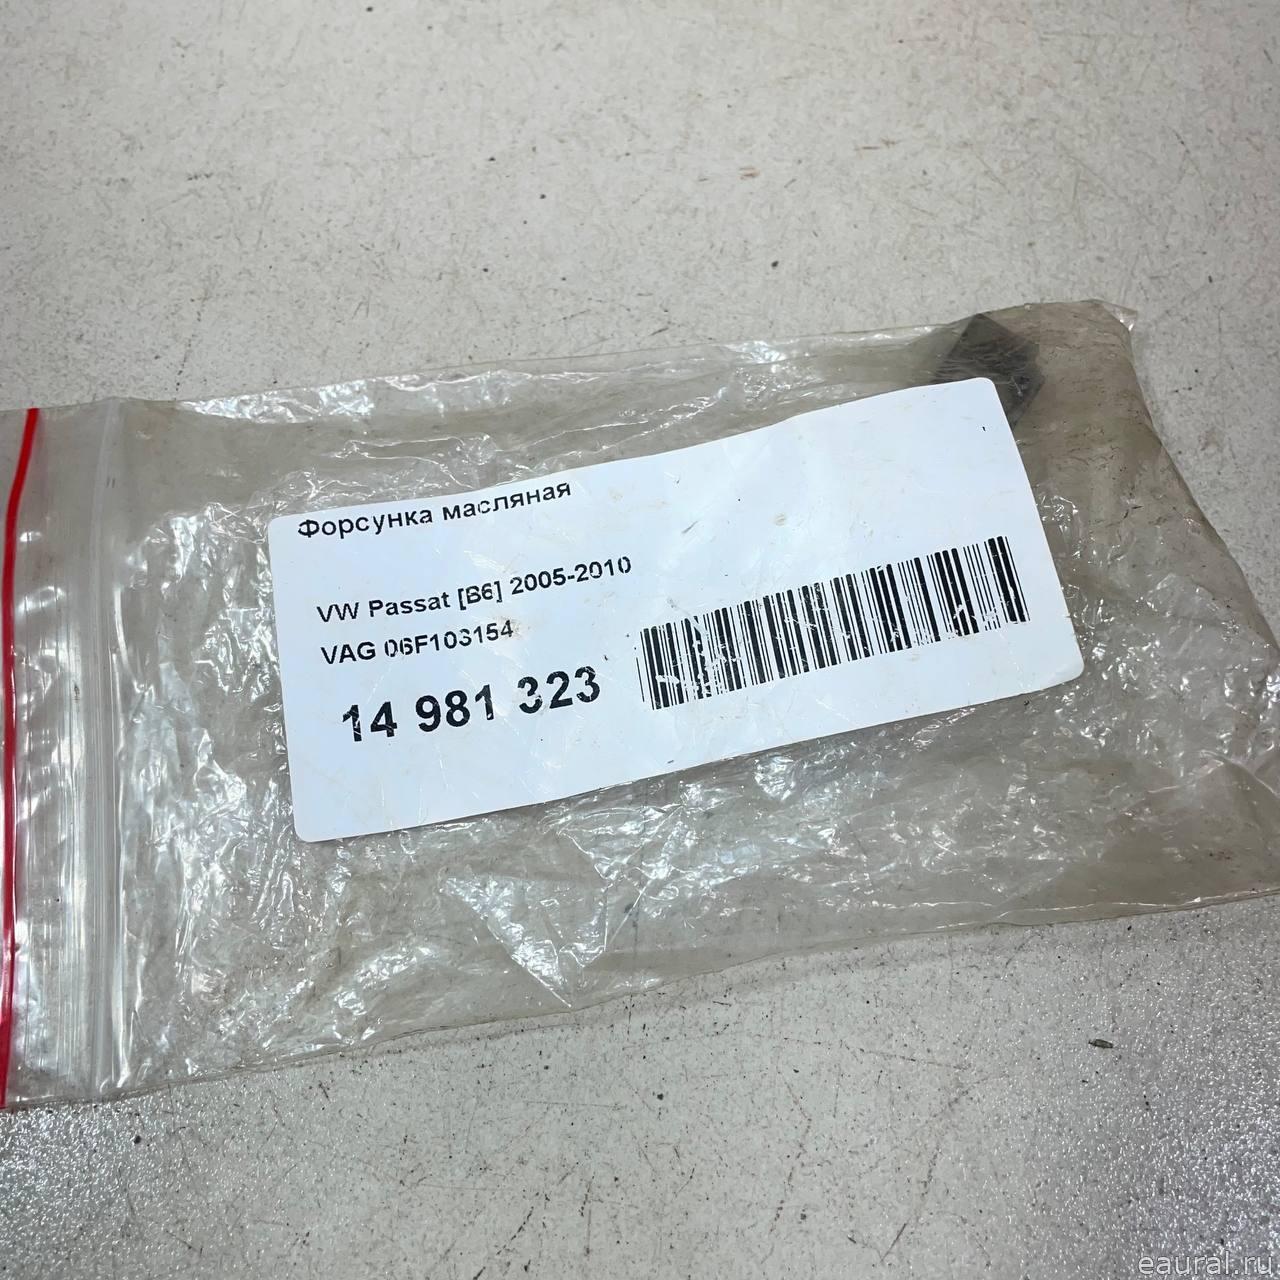 Форсунка масляная
VW Passat [B6] 2005-2010
VAG 06F103154
14 981 323
eaural.ru